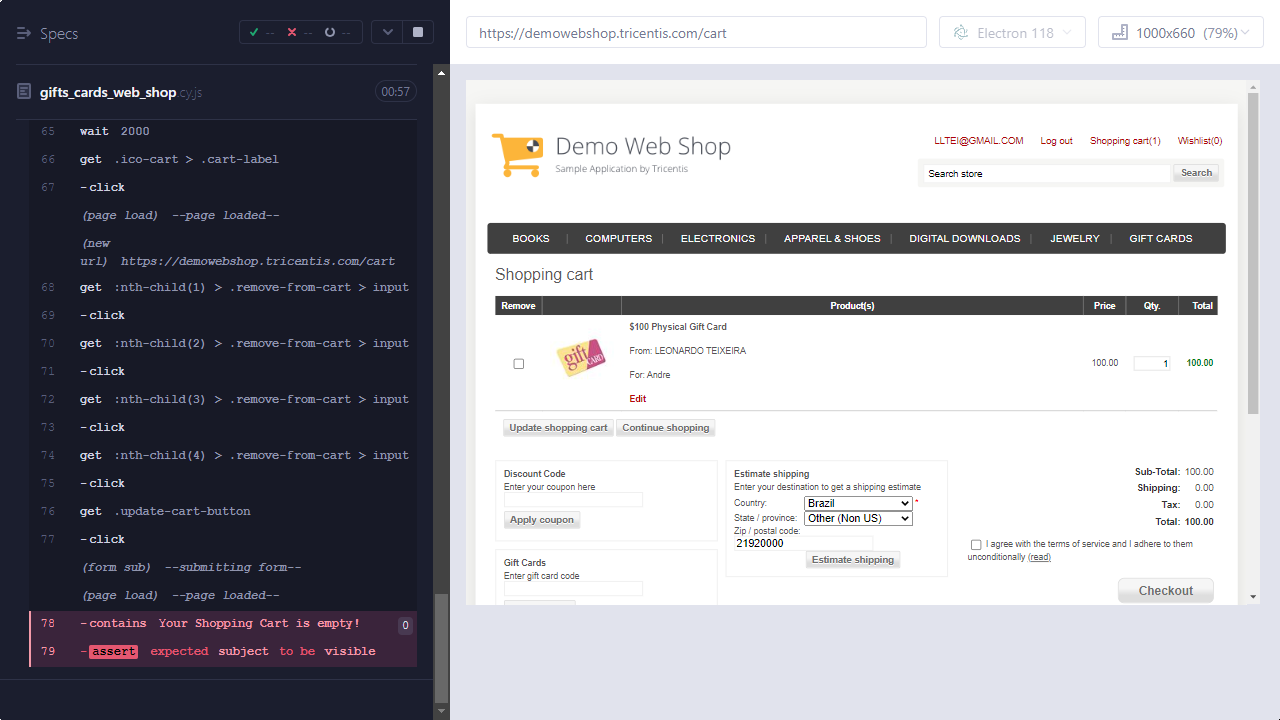 Specs
-- -- --
gifts_cards_web_shop.cy.js
00:57
65 wait 2000
66 get .ico-cart > .cart-label
67 -click
(page load) --page loaded--
(new
url) https://demowebshop.tricentis.com/cart
68 get :nth-child(1) > .remove-from-cart > input
69 -click
70 get :nth-child(2) > .remove-from-cart > input
71 -click
72 get :nth-child(3) > .remove-from-cart > input
73 -click
74 get :nth-child(4) > .remove-from-cart > input
75 -click
76 get .update-cart-button
77 -click
(form sub) --submitting form--
(page load) --page loaded--
78 -contains Your Shopping Cart is empty! 0
79 -assert expected subject to be visible
https://demowebshop.tricentis.com/cart
Electron 118
1000x660 (79%)
Demo Web Shop
Sample Application by Tricentis
LLTEI@GMAIL.COM Log out Shopping cart(1) Wishlist(0)
Search store Search
BOOKS | COMPUTERS | ELECTRONICS | APPAREL & SHOES | DIGITAL DOWNLOADS | JEWELRY | GIFT CARDS
Shopping cart
Remove Product(s) Price Qty. Total
gift
CARD
$100 Physical Gift Card
From: LEONARDO TEIXEIRA
For: Andre
Edit
100.00 1 100.00
Update shopping cart Continue shopping
Discount Code
Enter your coupon here
Apply coupon
Gift Cards
Enter gift card code
Estimate shipping
Enter your destination to get a shipping estimate
Country: Brazil *
State / province: Other (Non US)
Zip / postal code:
21920000
Estimate shipping
Sub-Total: 100.00
Shipping: 0.00
Tax: 0.00
Total: 100.00
I agree with the terms of service and I adhere to them
unconditionally (read)
Checkout